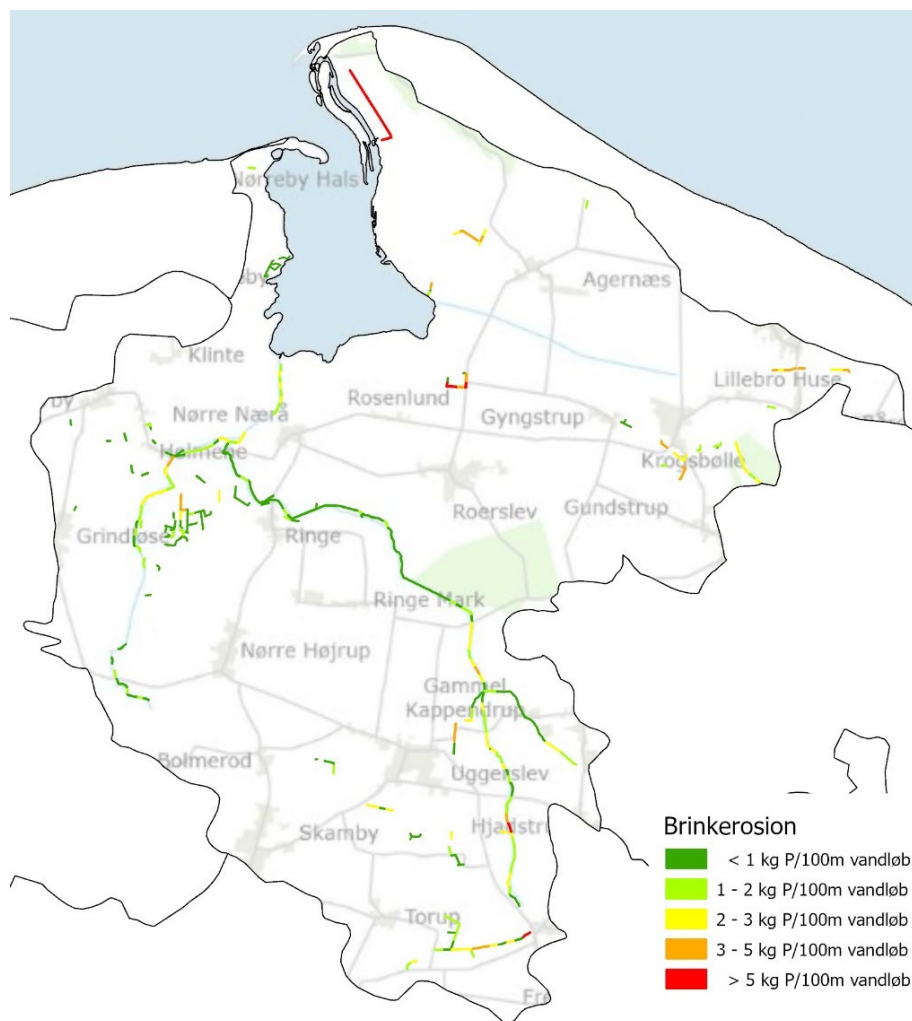 Nørreby Hals
Agernæs
Klinte
Lillebro Huse
Rosenlund
Nørre Nærå
Gyngstrup
Holmene
Krogsbølle
Roerslev
Gundstrup
Grindløse
Ringe
Ringe Mark
Nørre Højrup
Gammel
Kappendrup
Bolmerod
Uggerslev
Skamby
Torup
Brinkerosion
< 1 kg P/100m vandløb
1 - 2 kg P/100m vandløb
2 - 3 kg P/100m vandløb
3 - 5 kg P/100m vandløb
> 5 kg P/100m vandløb